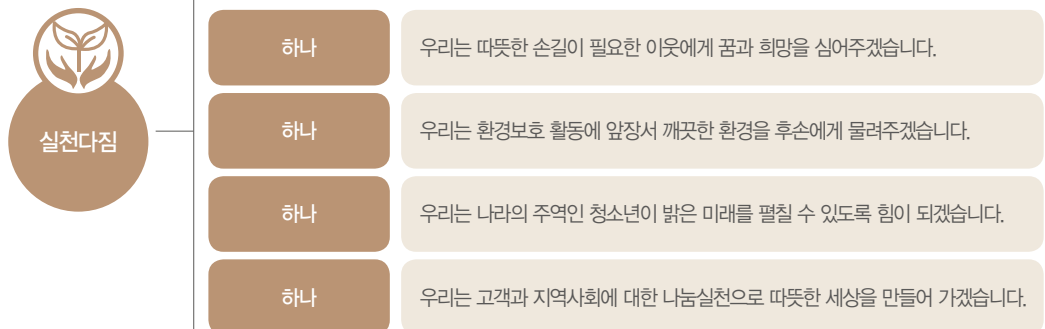 실천다짐
하나 우리는 따뜻한 손길이 필요한 이웃에게 꿈과 희망을 심어주겠습니다.
하나 우리는 환경보호 활동에 앞장서 깨끗한 환경을 후손에게 물려주겠습니다.
하나 우리는 나라의 주역인 청소년이 밝은 미래를 펼칠 수 있도록 힘이 되겠습니다.
하나 우리는 고객과 지역사회에 대한 나눔실천으로 따뜻한 세상을 만들어 가겠습니다.